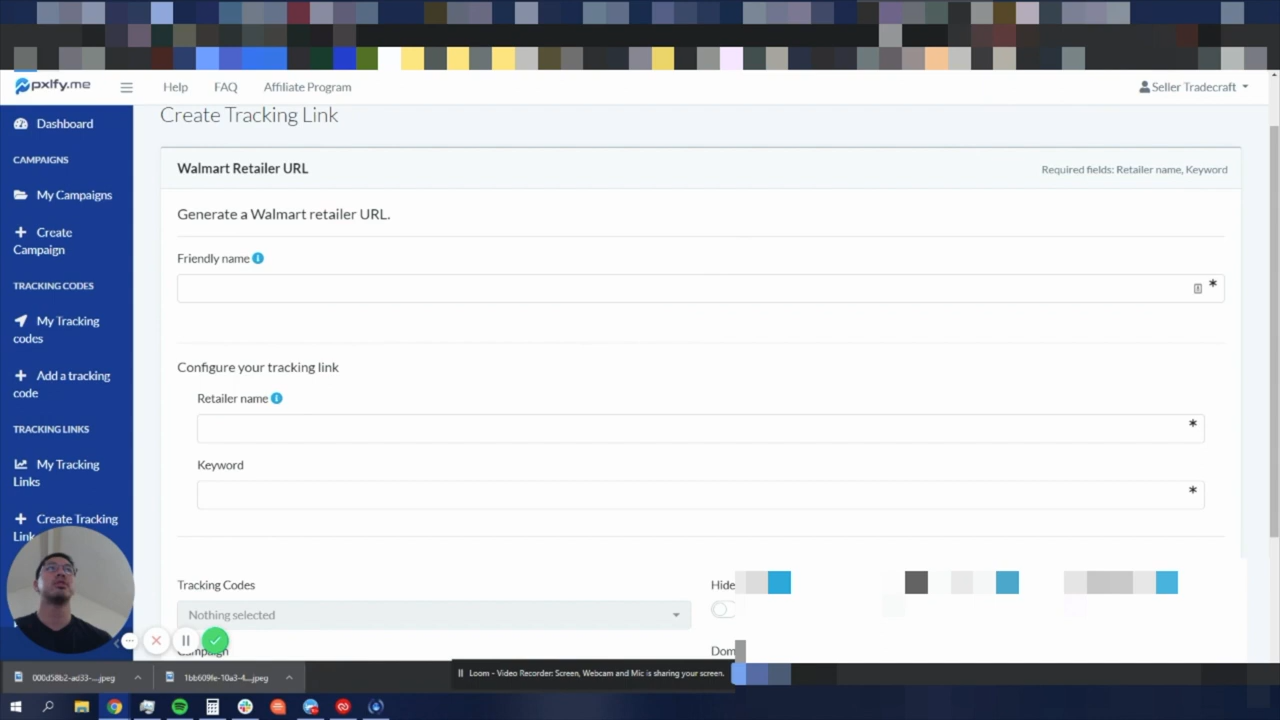 pxlfy.me
Help
FAQ
Affiliate Program
Seller Tradecraft
Dashboard
CAMPAIGNS
My Campaigns
Create
Campaign
TRACKING CODES
My Tracking
codes
Add a tracking
code
TRACKING LINKS
My Tracking
Links
Create Tracking
Link
Create Tracking Link
Walmart Retailer URL
Required fields: Retailer name, Keyword
Generate a Walmart retailer URL.
Friendly name
*
Configure your tracking link
Retailer name
*
Keyword
*
Tracking Codes
Hide
Nothing selected
Campaign
Dom
Loom – Video Recorder: Screen, Webcam and Mic is sharing your screen.
000d58b2-ad33-....jpeg
1bb609fe-10a3-4....jpeg